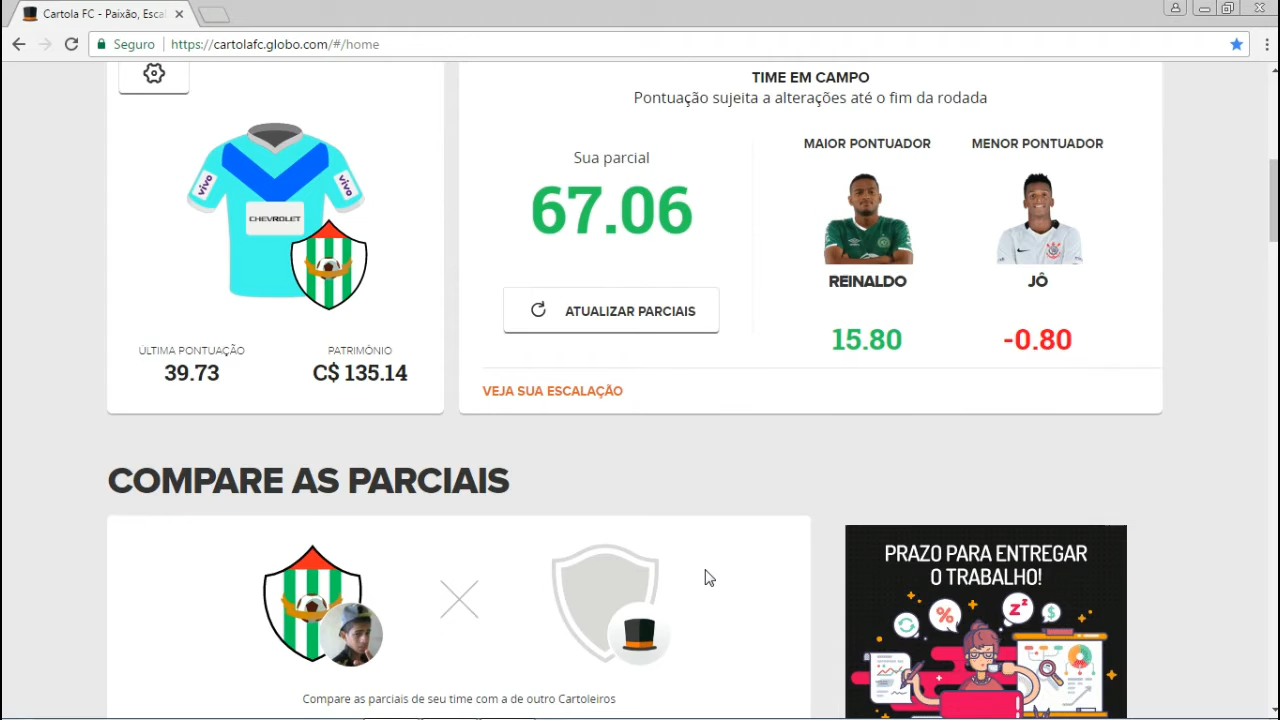 Cartola FC - Paixão, Esca
Seguro
https://cartolafc.globo.com/#/home
vivo
vivo
CHEVROLET
ÚLTIMA PONTUAÇÃO
39.73
PATRIMÔNIO
C$ 135.14
TIME EM CAMPO
Pontuação sujeita a alterações até o fim da rodada
Sua parcial
67.06
ATUALIZAR PARCIAIS
MAIOR PONTUADOR
REINALDO
15.80
MENOR PONTUADOR
JÔ
-0.80
VEJA SUA ESCALAÇÃO
COMPARE AS PARCIAIS
Compare as parciais de seu time com a de outro Cartoleiros
PRAZO PARA ENTREGAR
O TRABALHO!
%
zz
$